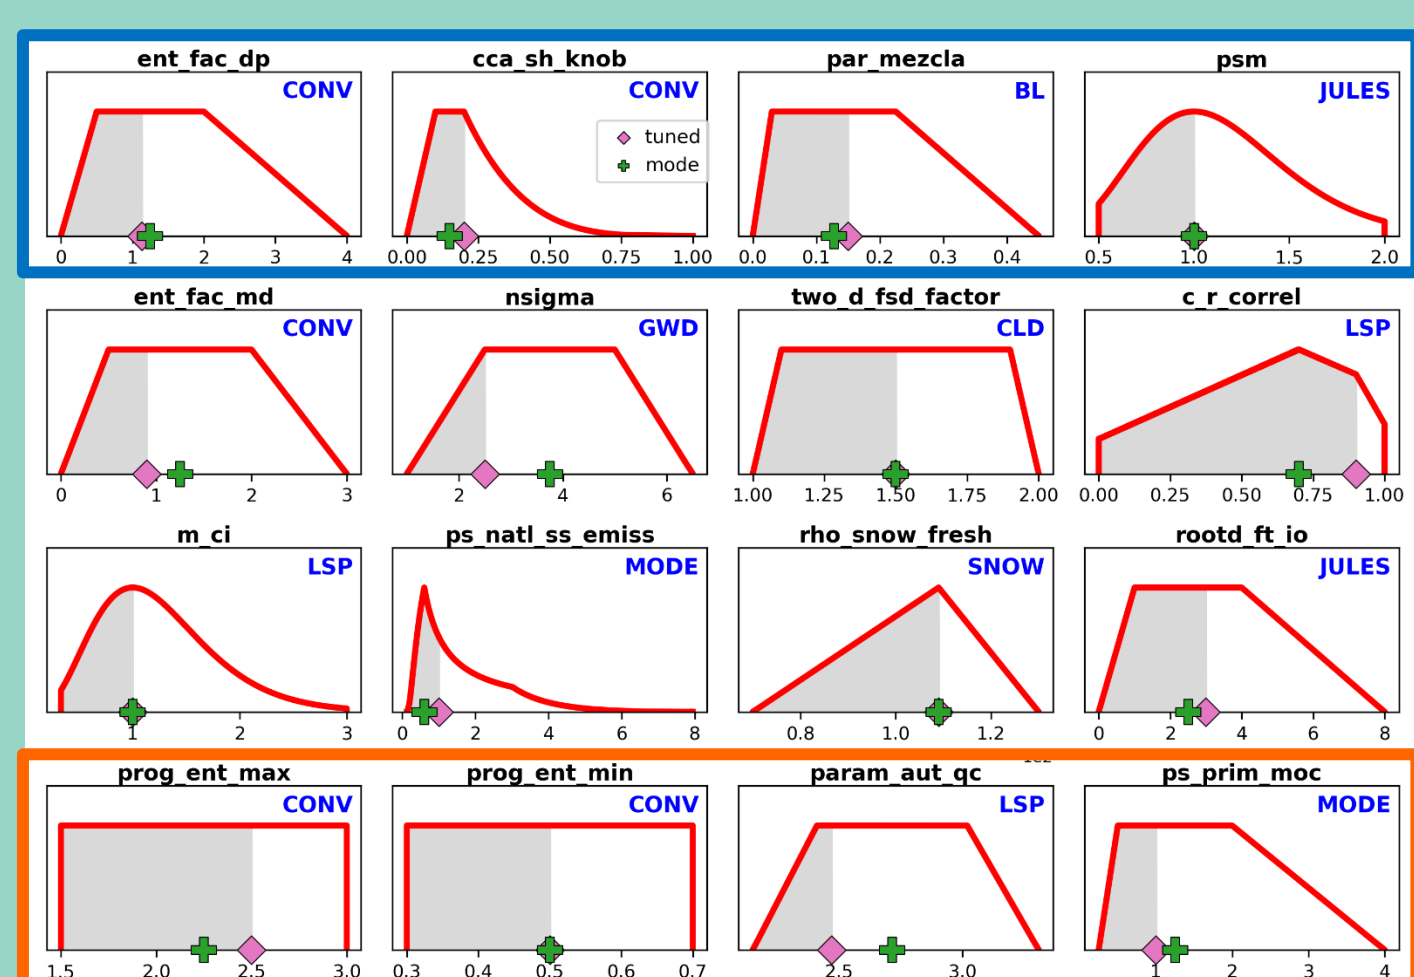 ent_fac_dp cca_sh_knob par_mezcla psm
CONV CONV BL JULES
tuned
mode
0 1 2 3 4 0.00 0.25 0.50 0.75 1.00 0.0 0.1 0.2 0.3 0.4 0.5 1.0 1.5 2.0
ent_fac_md nsigma two_d_fsd_factor c_r_correl
CONV GWD CLD LSP
0 1 2 3 2 4 6 1.00 1.25 1.50 1.75 2.00 0.00 0.25 0.50 0.75 1.00
m_ci ps_natl_ss_emiss rho_snow_fresh rootd_ft_io
LSP MODE SNOW JULES
1 2 3 0 2 4 6 8 0.8 1.0 1.2 0 2 4 6 8
prog_ent_max prog_ent_min param_aut_qc ps_prim_moc
CONV CONV LSP MODE
1.5 2.0 2.5 3.0 0.3 0.4 0.5 0.6 0.7 2.5 3.0 1 2 3 4